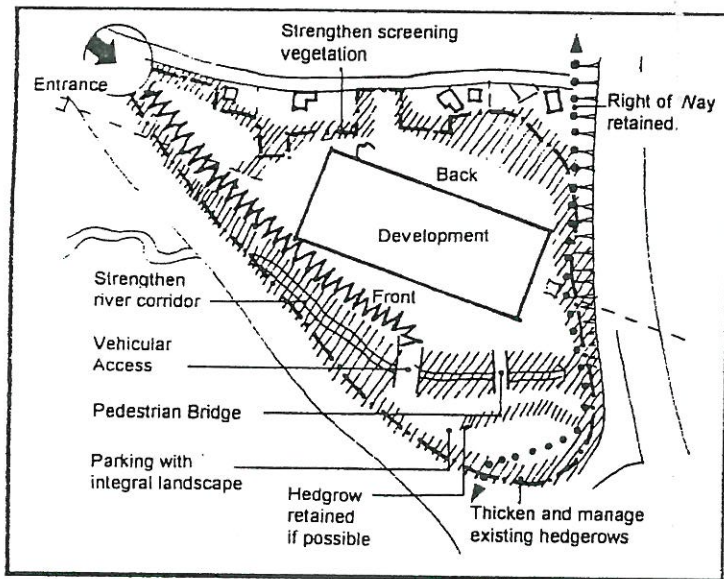 Strengthen screening
vegetation
Entrance
Right of Way
retained.
Back
Development
Strengthen
river corridor
Front
Vehicular
Access
Pedestrian Bridge
Parking with
integral landscape
Hedgrow
retained
if possible
Thicken and manage
existing hedgerows